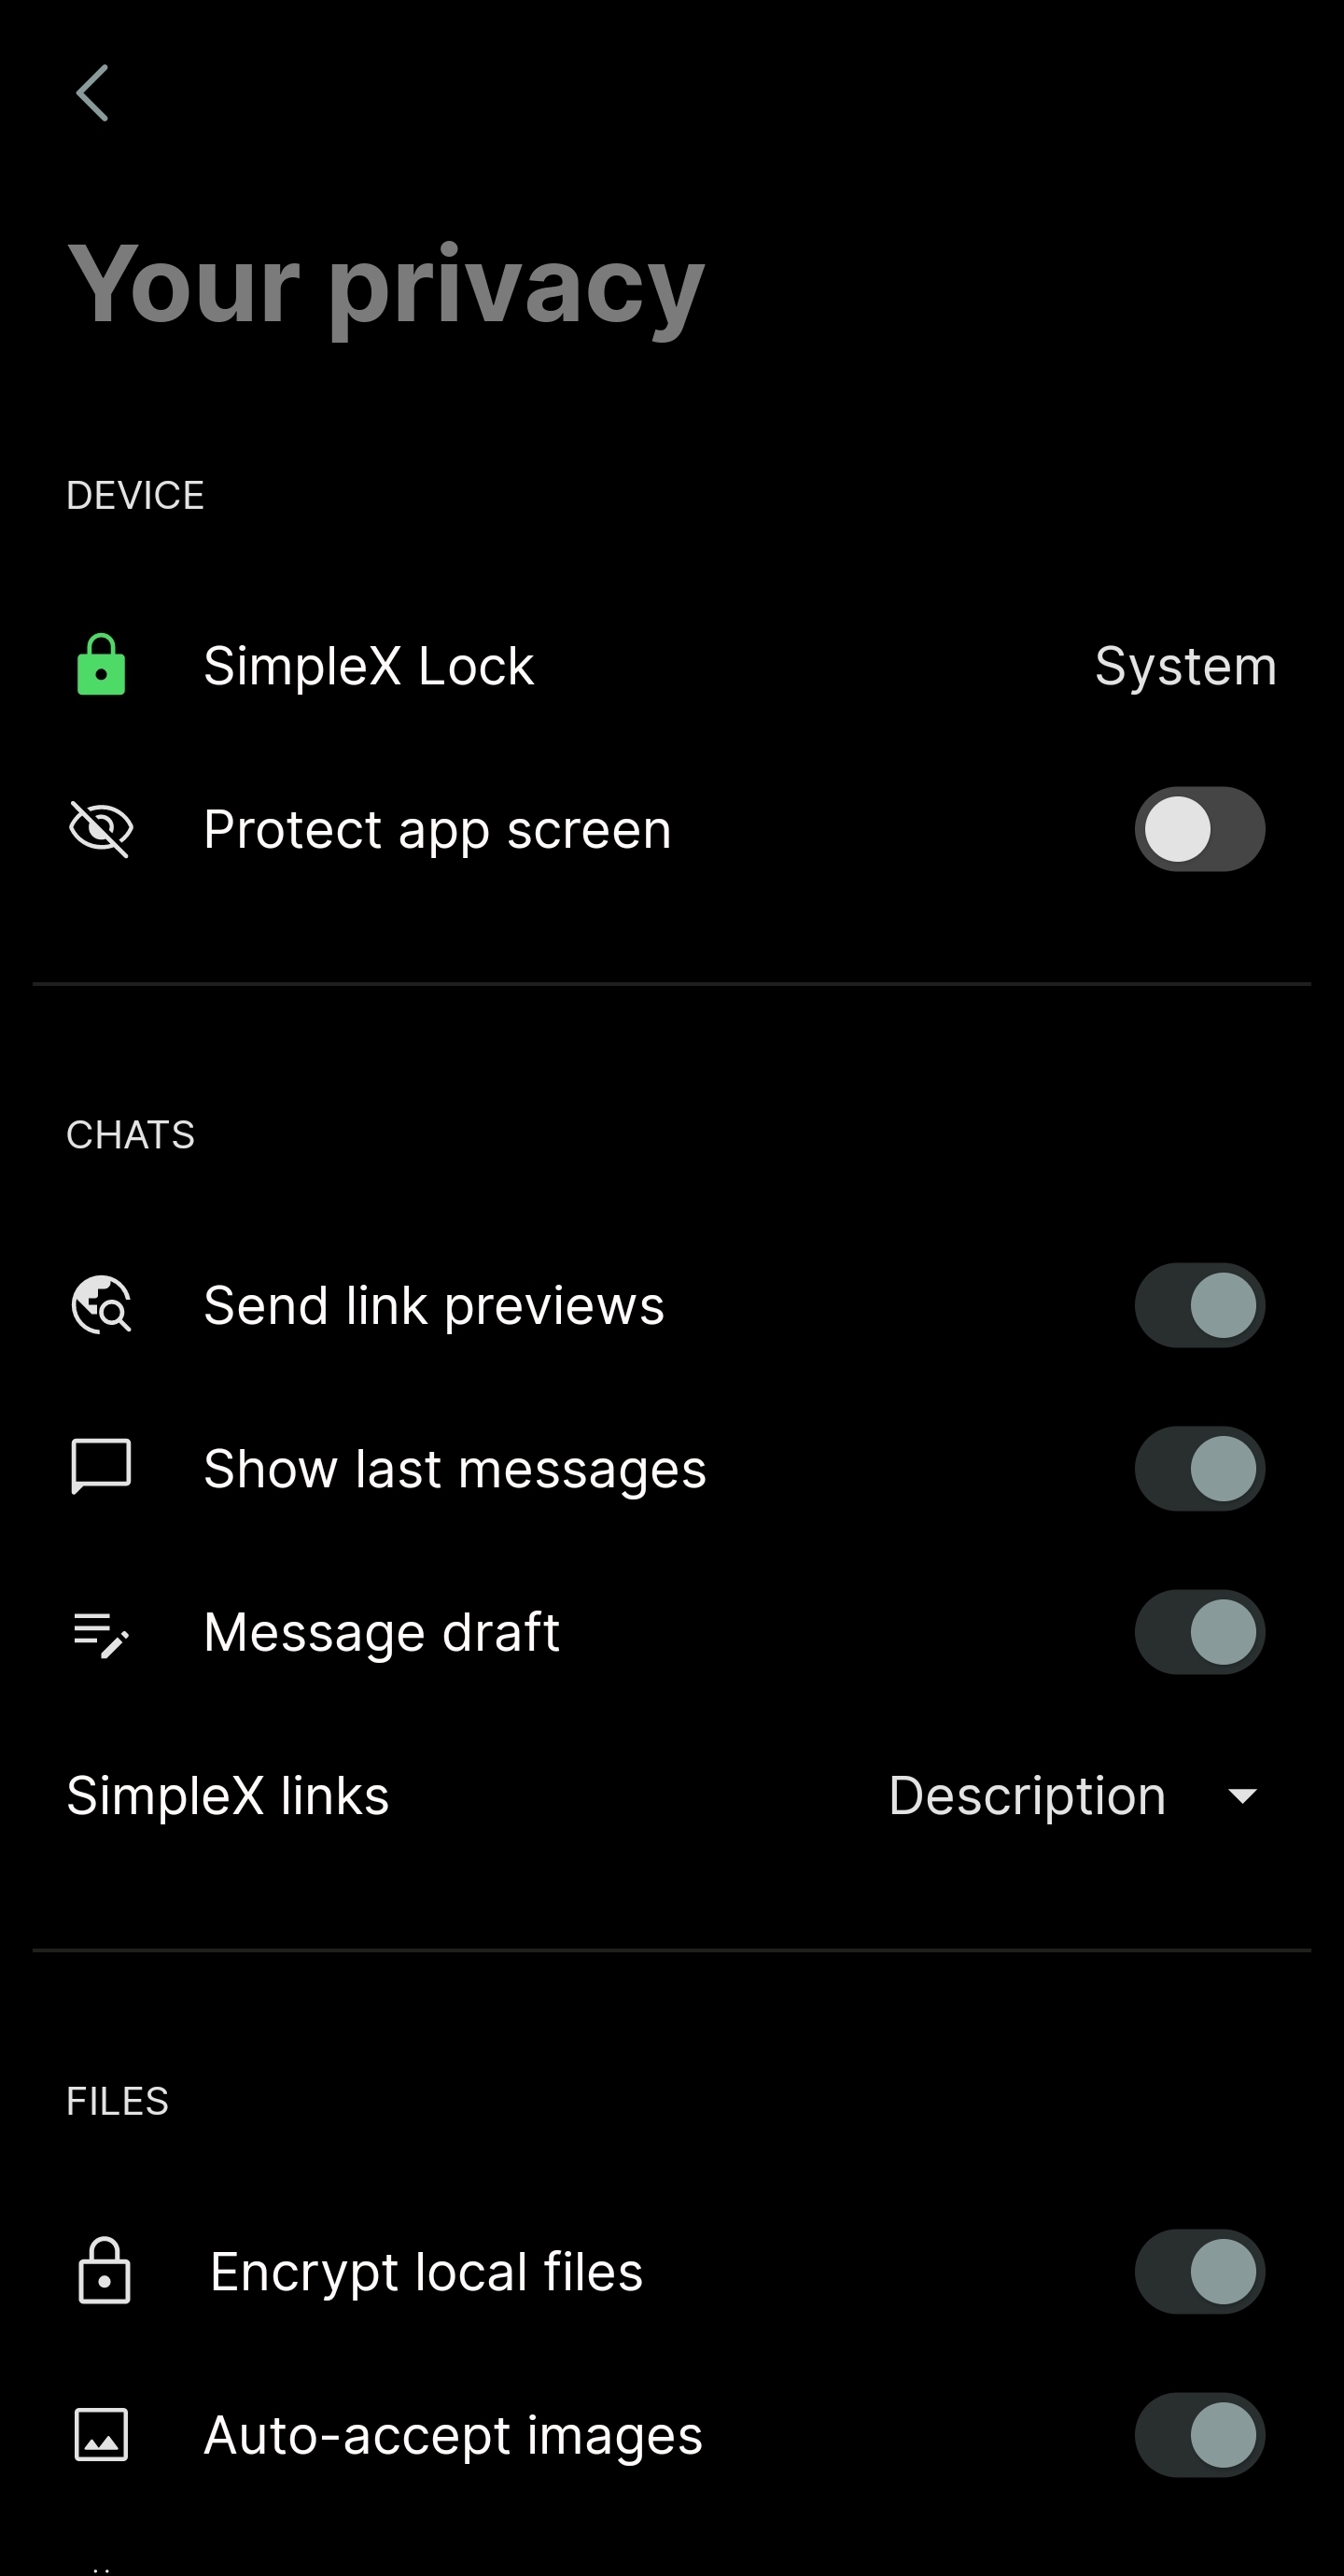 Your privacy
DEVICE
SimpleX Lock System
Protect app screen
CHATS
Send link previews
Show last messages
Message draft
SimpleX links Description
FILES
Encrypt local files
Auto-accept images